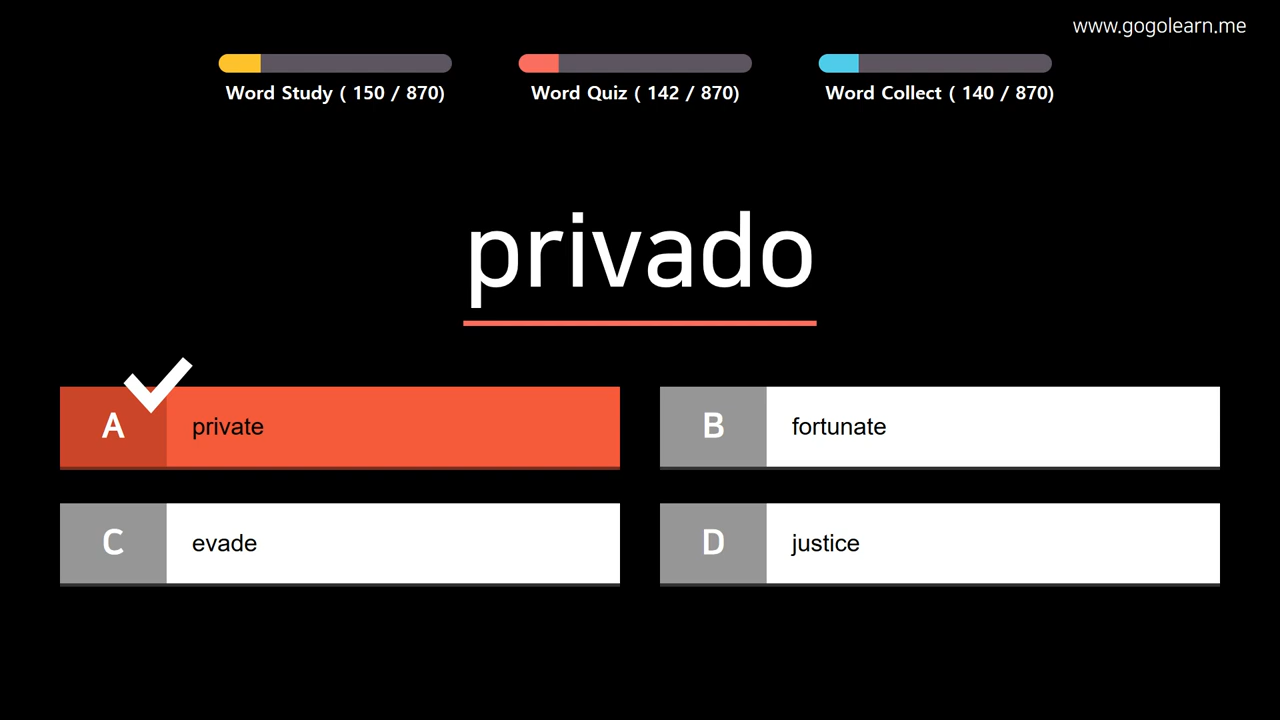 www.gogolearn.me
Word Study ( 150 / 870)
Word Quiz ( 142 / 870)
Word Collect ( 140 / 870)
privado
A private
B fortunate
C evade
D justice